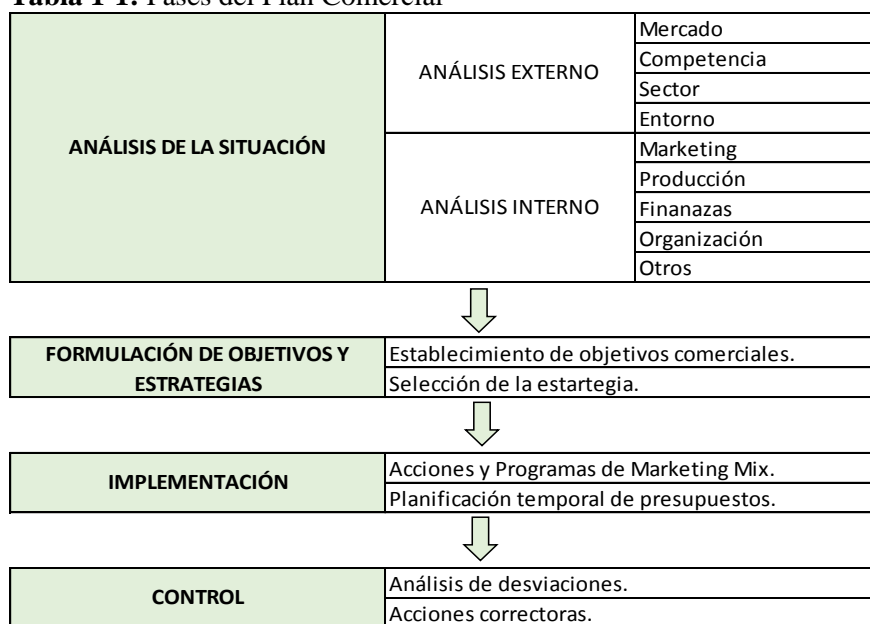 Tabla 1-1: Fases del Plan Comercial
ANÁLISIS DE LA SITUACIÓN
ANÁLISIS EXTERNO
Mercado
Competencia
Sector
Entorno
ANÁLISIS INTERNO
Marketing
Producción
Finanazas
Organización
Otros
FORMULACIÓN DE OBJETIVOS Y
ESTRATEGIAS
Establecimiento de objetivos comerciales.
Selección de la estartegia.
IMPLEMENTACIÓN
Acciones y Programas de Marketing Mix.
Planificación temporal de presupuestos.
CONTROL
Análisis de desviaciones.
Acciones correctoras.